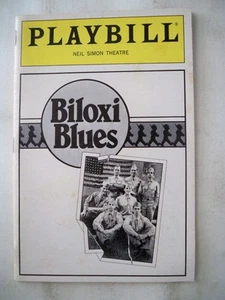 PLAYBILL
NEIL SIMON THEATRE
Biloxi
Blues